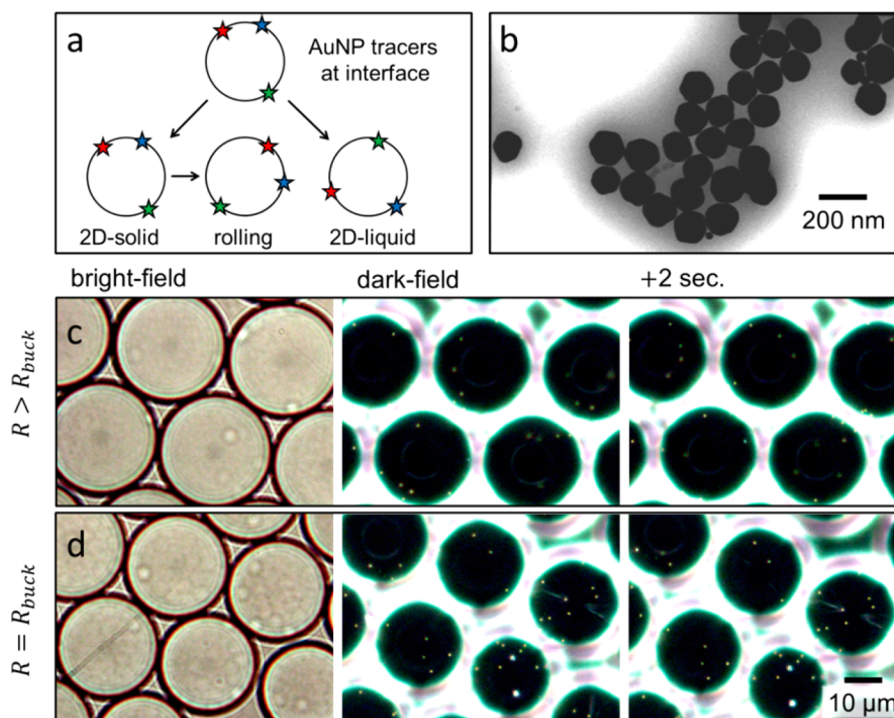 a
AuNP tracers
at interface
2D-solid
rolling
2D-liquid
b
200 nm
bright-field
dark-field
+2 sec.
R > R_buck
c
R = R_buck
d
10 μm